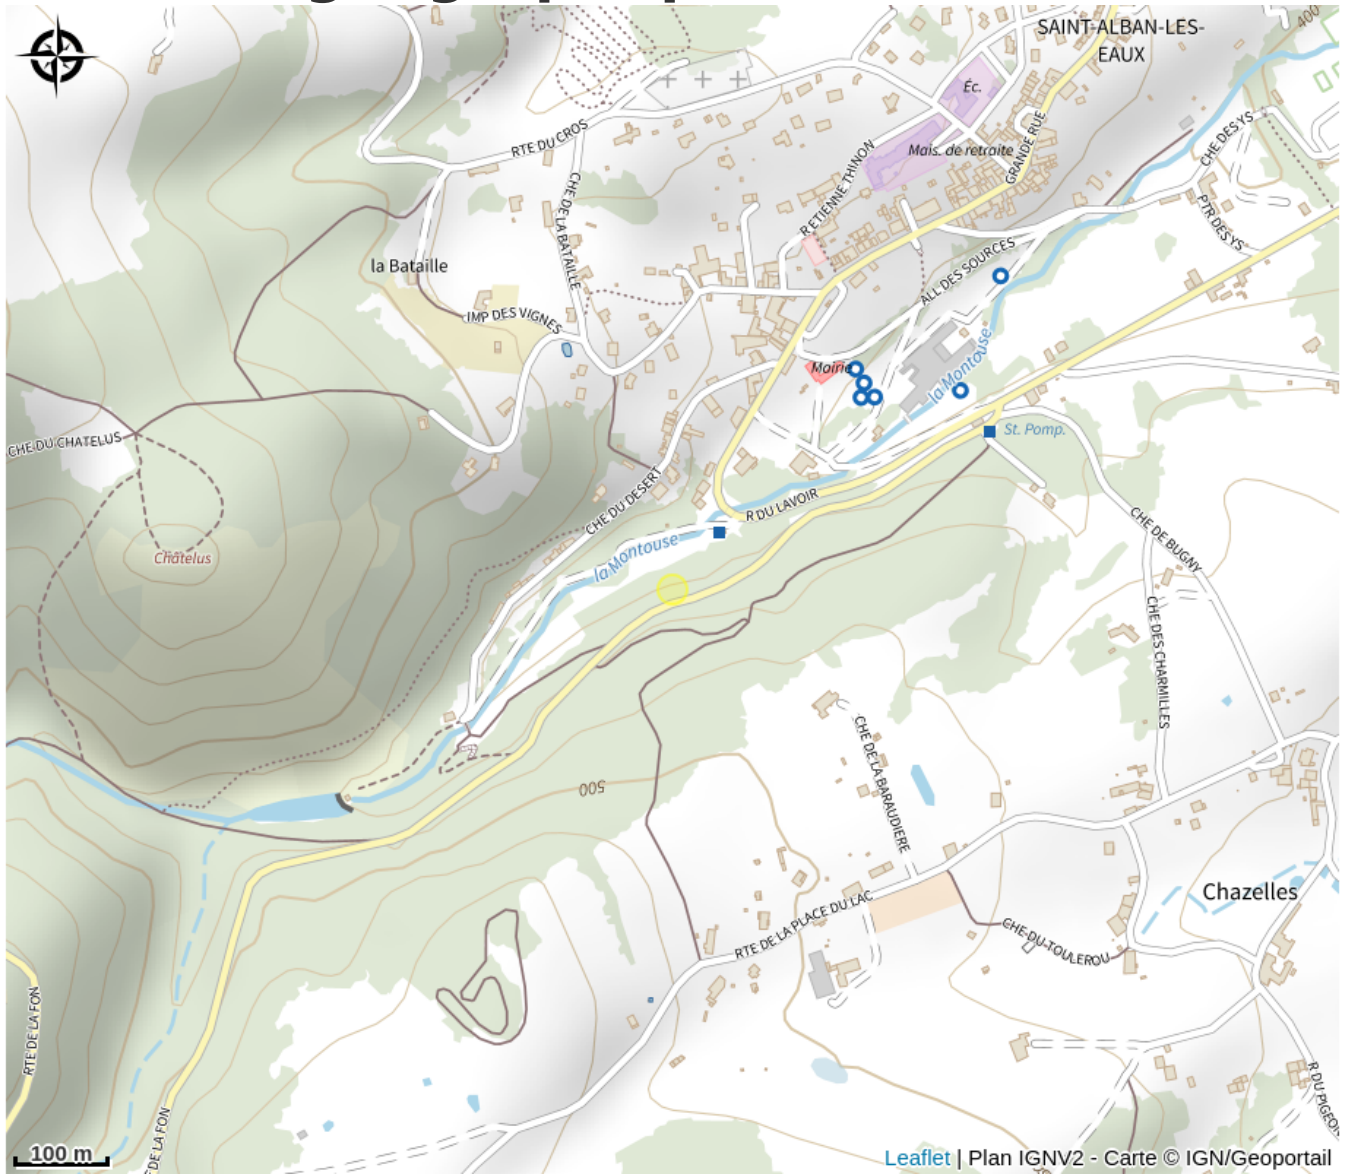 SAINT-ALBAN-LES-
EAUX
400
Éc.
RTE DU CROS
Mais. de retraite
GRANDE RUE
CHE DES YS
R ETIENNE THINON
CHE DE LA BATAILLE
PTR DES YS
la Bataille
ALL DES SOURCES
IMP DES VIGNES
la Montouse
Mairie
St. Pomp.
CHE DU CHATELUS
CHE DU DESERT
R DU LAVOIR
CHE DE BUGNY
la Montouse
Châtelus
CHE DES CHARMILLES
CHE DE LA BARAUDIERE
500
Chazelles
RTE DE LA PLACE DU LAC
CHE DU TOULEROU
RTE DE LA FON
R DU PIGEON
E DE LA FON
100 m
Leaflet | Plan IGNV2 - Carte © IGN/Geoportail